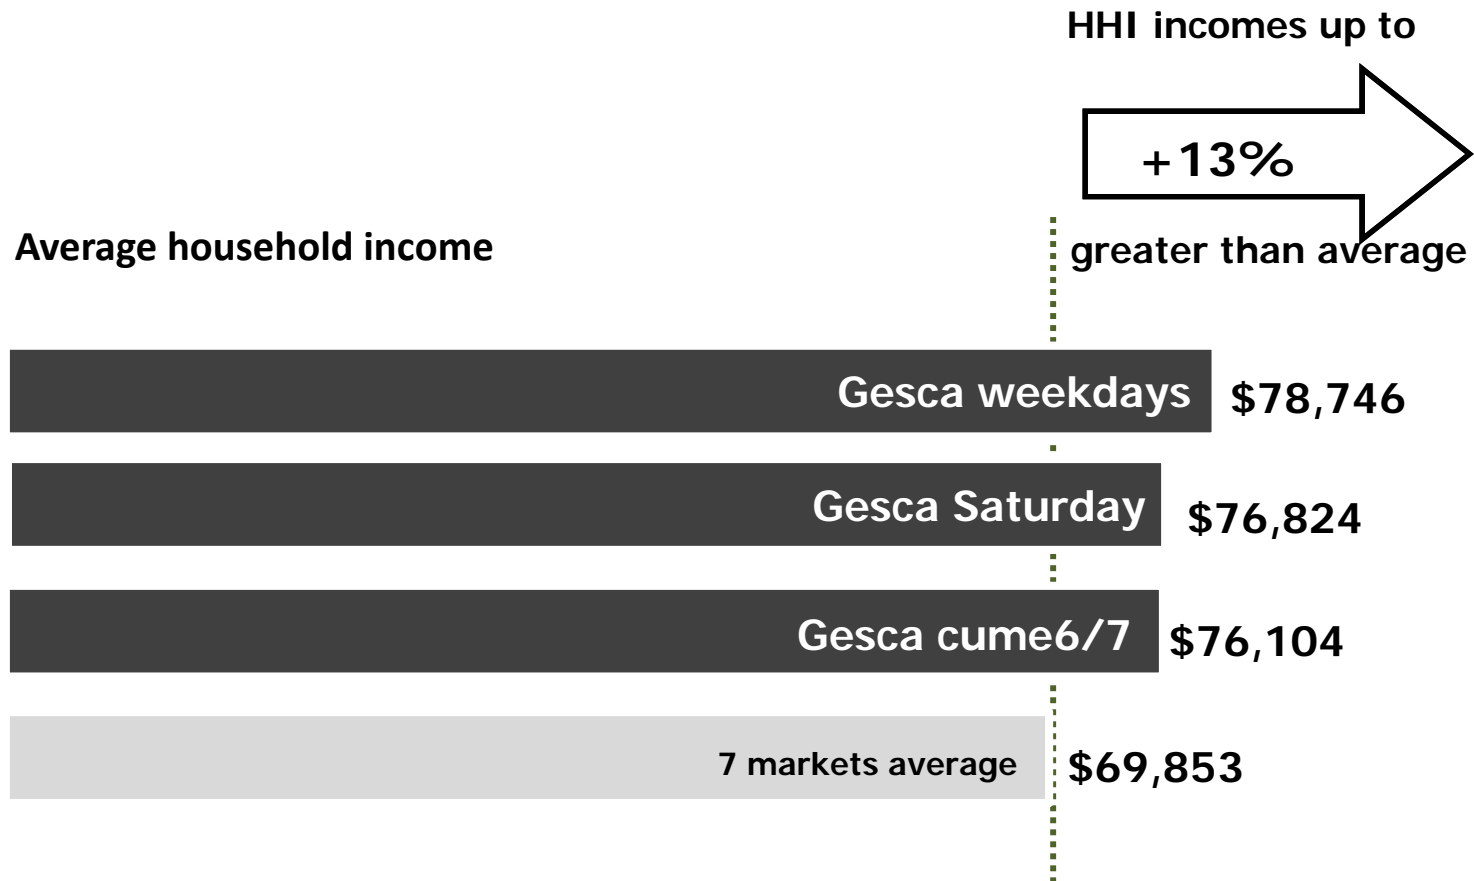 HHI incomes up to
+13%
Average household income
greater than average
Gesca weekdays $78,746
Gesca Saturday $76,824
Gesca cume6/7 $76,104
7 markets average $69,853